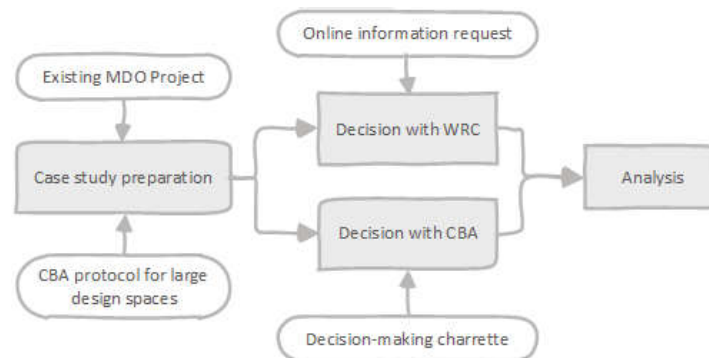 Online information request
Existing MDO Project
Decision with WRC
Case study preparation
Analysis
Decision with CBA
CBA protocol for large
design spaces
Decision-making charrette